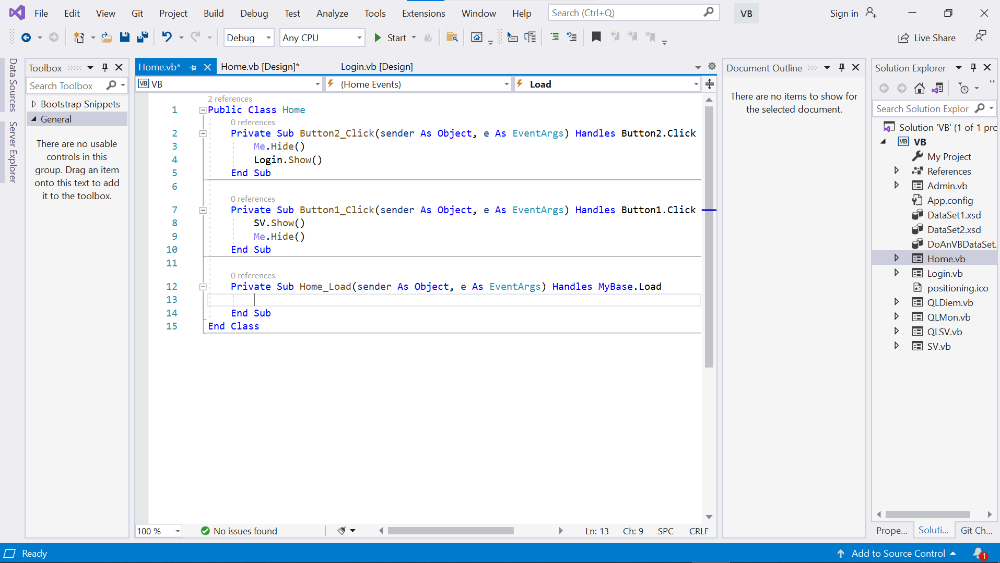 File Edit View Git Project Build Debug Test Analyze Tools Extensions Window Help Search (Ctrl+Q) VB Sign in
Debug Any CPU Start Live Share
Data Sources
Server Explorer
Toolbox
Search Toolbox
Bootstrap Snippets
General
There are no usable
controls in this
group. Drag an item
onto this text to add
it to the toolbox.
Home.vb* Home.vb [Design]* Login.vb [Design]
VB VB (Home Events) Load
2 references
1 Public Class Home
0 references
2 Private Sub Button2_Click(sender As Object, e As EventArgs) Handles Button2.Click
3 Me.Hide()
4 Login.Show()
5 End Sub
6
0 references
7 Private Sub Button1_Click(sender As Object, e As EventArgs) Handles Button1.Click
8 SV.Show()
9 Me.Hide()
10 End Sub
11
0 references
12 Private Sub Home_Load(sender As Object, e As EventArgs) Handles MyBase.Load
13
14 End Sub
15 End Class
100 % No issues found Ln: 13 Ch: 9 SPC CRLF
Document Outline
There are no items to show for
the selected document.
Solution Explorer
Search Solution Explor
Solution 'VB' (1 of 1 pro
VB VB
My Project
References
Admin.vb
App.config
DataSet1.xsd
DataSet2.xsd
DoAnVBDataSet.
Home.vb
Login.vb
positioning.ico
QLDiem.vb
QLMon.vb
QLSV.vb
SV.vb
Prope... Soluti... Git Ch...
Ready Add to Source Control 1